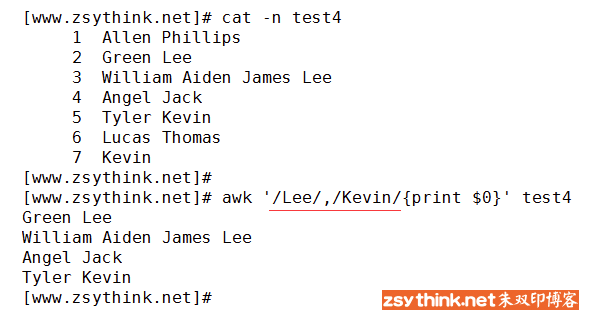 [www.zsythink.net]# cat -n test4
     1  Allen Phillips
     2  Green Lee
     3  William Aiden James Lee
     4  Angel Jack
     5  Tyler Kevin
     6  Lucas Thomas
     7  Kevin
[www.zsythink.net]#
[www.zsythink.net]# awk '/Lee/,/Kevin/{print $0}' test4
Green Lee
William Aiden James Lee
Angel Jack
Tyler Kevin
[www.zsythink.net]#
zsythink.net朱双印博客